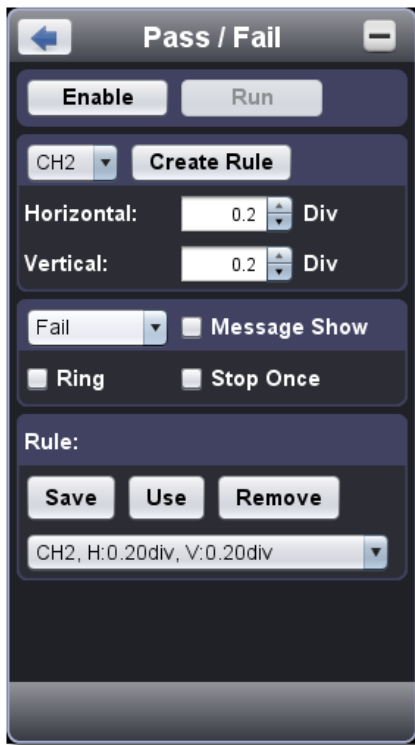 Pass / Fail
Enable Run
CH2 Create Rule
Horizontal: 0.2 Div
Vertical: 0.2 Div
Fail Message Show
Ring Stop Once
Rule:
Save Use Remove
CH2, H:0.20div, V:0.20div